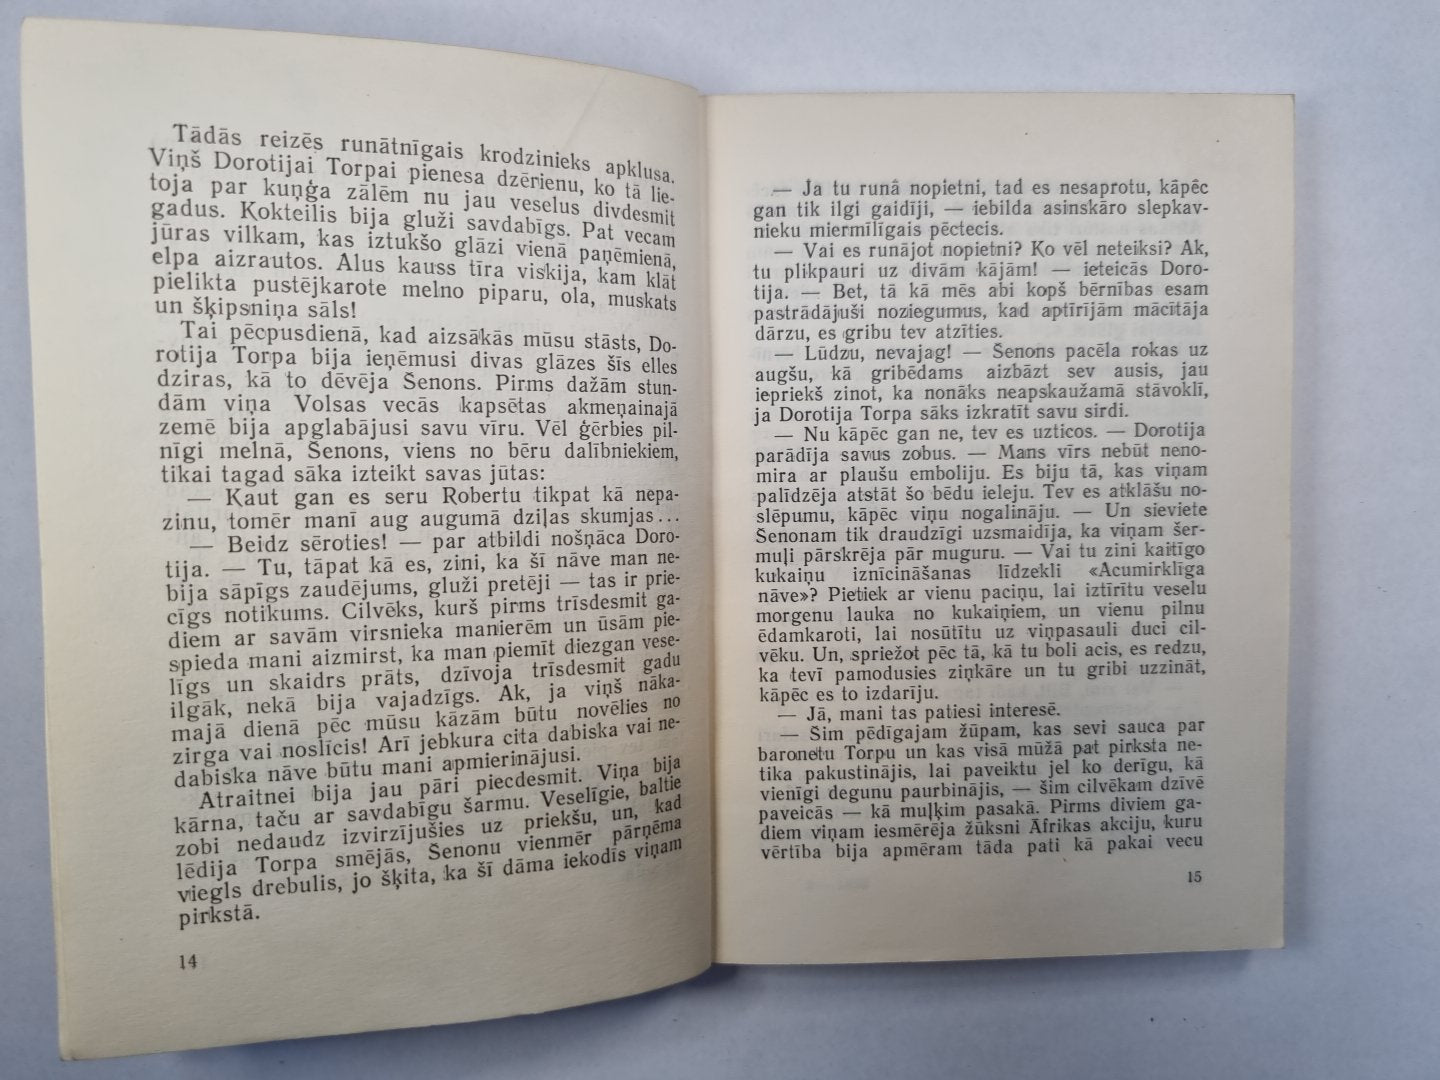 Tādās reizēs runātnīgais krodzinieks apklusa.
Viņš Dorotijai Torpai pienesa dzērienu, ko tā lie-
toja par kuņģa zālēm nu jau veselus divdesmit
gadus. Kokteilis bija gluži savdabīgs. Pat vecam
jūras vilkam, kas iztukšo glāzi vienā paņēmienā,
elpa aizrautos. Alus kauss tīra viskija, kam klāt
pielikta pustējkarote melno piparu, ola, muskats
un šķipsniņa sāls!
Tai pēcpusdienā, kad aizsākās mūsu stāsts, Do-
rotija Torpa bija ieņēmusi divas glāzes šīs elles
dziras, kā to dēvēja Šenons. Pirms dažām stun-
dām viņa Volsas vecās kapsētas akmeņainajā
zemē bija apglabājusi savu vīru. Vēl ģērbies pil-
nīgi melnā, Šenons, viens no bēru dalībniekiem,
tikai tagad sāka izteikt savas jūtas:
— Kaut gan es seru Robertu tikpat kā nepa-
zinu, tomēr manī aug augumā dziļas skumjas...
— Beidz sēroties! — par atbildi nošņāca Doro-
tija. — Tu, tāpat kā es, zini, ka šī nāve man ne-
bija sāpīgs zaudējums, gluži pretēji — tas ir prie-
cīgs notikums. Cilvēks, kurš pirms trīsdesmit ga-
diem ar savām virsnieka manierēm un ūsām pie-
spieda mani aizmirst, ka man piemīt diezgan vese-
līgs un skaidrs prāts, dzīvoja trīsdesmit gadu
ilgāk, nekā bija vajadzīgs. Ak, ja viņš nāka-
majā dienā pēc mūsu kāzām būtu novēlies no
zirga vai noslīcis! Arī jebkura cita dabiska vai ne-
dabiska nāve būtu mani apmierinājusi.
Atraitnei bija jau pāri piecdesmit. Viņa bija
kārna, taču ar savdabīgu šarmu. Veselīgie, baltie
zobi nedaudz izvirzījušies uz priekšu, un, kad
lēdija Torpa smējās, Šenonu vienmēr pārņēma
viegls drebulis, jo šķita, ka šī dāma iekodīs viņam
pirkstā.
14
— Ja tu runā nopietni, tad es nesaprotu, kāpēc
gan tik ilgi gaidīji, — iebilda asinskāro slepkav-
nieku miermīlīgais pēctecis.
— Vai es runājot nopietni? Ko vēl neteiksi? Ak,
tu plikpauri uz divām kājām! — ieteicās Doro-
tija. — Bet, tā kā mēs abi kopš bērnības esam
pastrādājuši noziegumus, kad aptīrījām mācītāja
dārzu, es gribu tev atzīties.
— Lūdzu, nevajag! — Šenons pacēla rokas uz
augšu, kā gribēdams aizbāzt sev ausis, jau
iepriekš zinot, ka nonāks neapskaužamā stāvoklī,
ja Dorotija Torpa sāks izkratīt savu sirdi.
— Nu kāpēc gan ne, tev es uzticos. — Dorotija
parādīja savus zobus. — Mans vīrs nebūt neno-
mira ar plaušu emboliju. Es biju tā, kas viņam
palīdzēja atstāt šo bēdu ieleju. Tev es atklāšu no-
slēpumu, kāpēc viņu nogalināju. — Un sieviete
Šenonam tik draudzīgi uzsmaidīja, ka viņam šer-
muļi pārskrēja pār muguru. — Vai tu zini kaitīgo
kukaiņu iznīcināšanas līdzekli «Acumirklīga
nāve»? Pietiek ar vienu paciņu, lai iztīrītu veselu
morgenu lauka no kukaiņiem, un vienu pilnu
ēdamkaroti, lai nosūtītu uz viņpasauli duci cil-
vēku. Un, spriežot pēc tā, kā tu boli acis, es redzu,
ka tevī pamodusies ziņkāre un tu gribi uzzināt,
kāpēc es to izdarīju.
— Jā, mani tas patiesi interesē.
— Šim pēdīgajam žūpam, kas sevi sauca par
baronetu Torpu un kas visā mūžā pat pirksta ne-
tika pakustinājis, lai paveiktu jel ko derīgu, kā
vienīgi degunu paurbinājis, — šim cilvēkam dzīvē
paveicās — kā muļķim pasakā. Pirms diviem ga-
diem viņam iesmērēja žūksni Āfrikas akciju, kuru
vērtība bija apmēram tāda pati kā pakai vecu
15